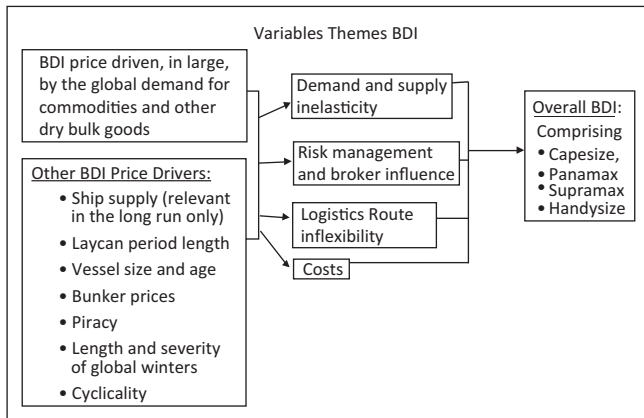 Variables Themes BDI
BDI price driven, in large,
by the global demand for
commodities and other
dry bulk goods
Other BDI Price Drivers:
• Ship supply (relevant
in the long run only)
• Laycan period length
• Vessel size and age
• Bunker prices
• Piracy
• Length and severity
of global winters
• Cyclicality
Demand and supply
inelasticity
Risk management
and broker influence
Logistics Route
inflexibility
Costs
Overall BDI:
Comprising
• Capesize,
• Panamax
• Supramax
• Handysize